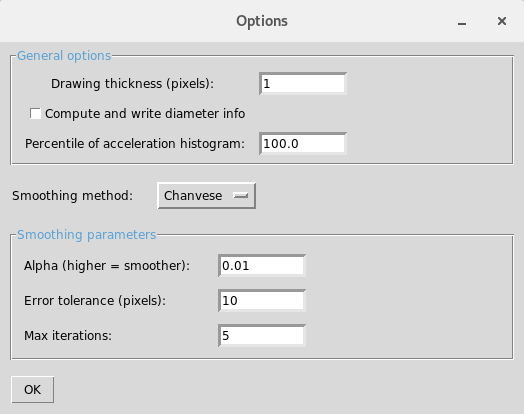 Options
General options
Drawing thickness (pixels): 1
Compute and write diameter info
Percentile of acceleration histogram: 100.0
Smoothing method: Chanvese
Smoothing parameters
Alpha (higher = smoother): 0.01
Error tolerance (pixels): 10
Max iterations: 5
OK